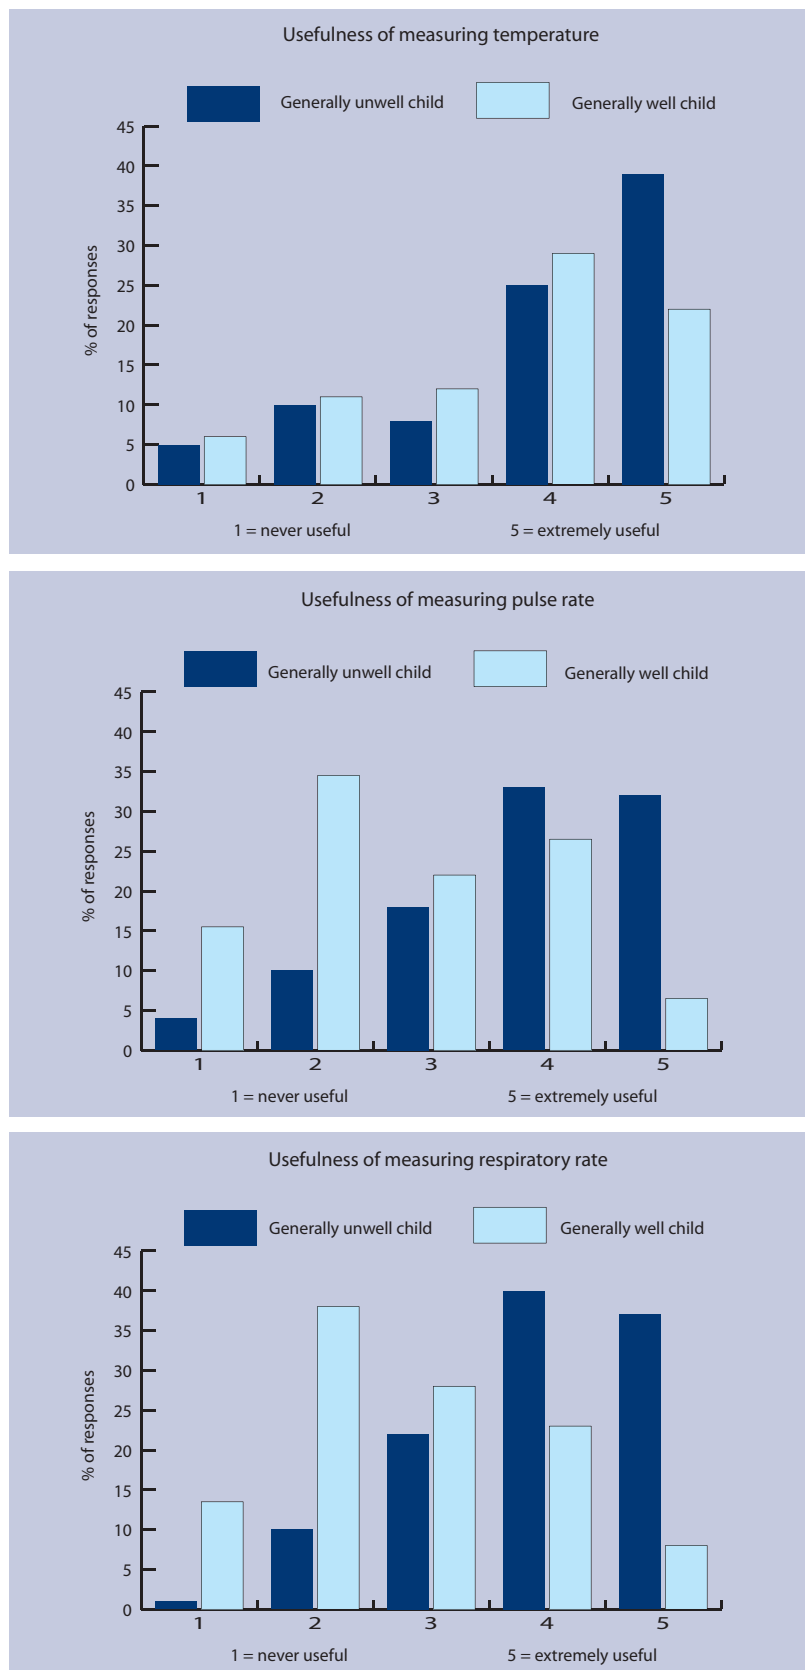 Usefulness of measuring temperature
Generally unwell child Generally well child
45
40
35
30
25
20
15
10
5
0
% of responses
1 2 3 4 5
1 = never useful 5 = extremely useful
Usefulness of measuring pulse rate
Generally unwell child Generally well child
45
40
35
30
25
20
15
10
5
0
% of responses
1 2 3 4 5
1 = never useful 5 = extremely useful
Usefulness of measuring respiratory rate
Generally unwell child Generally well child
45
40
35
30
25
20
15
10
5
0
% of responses
1 2 3 4 5
1 = never useful 5 = extremely useful